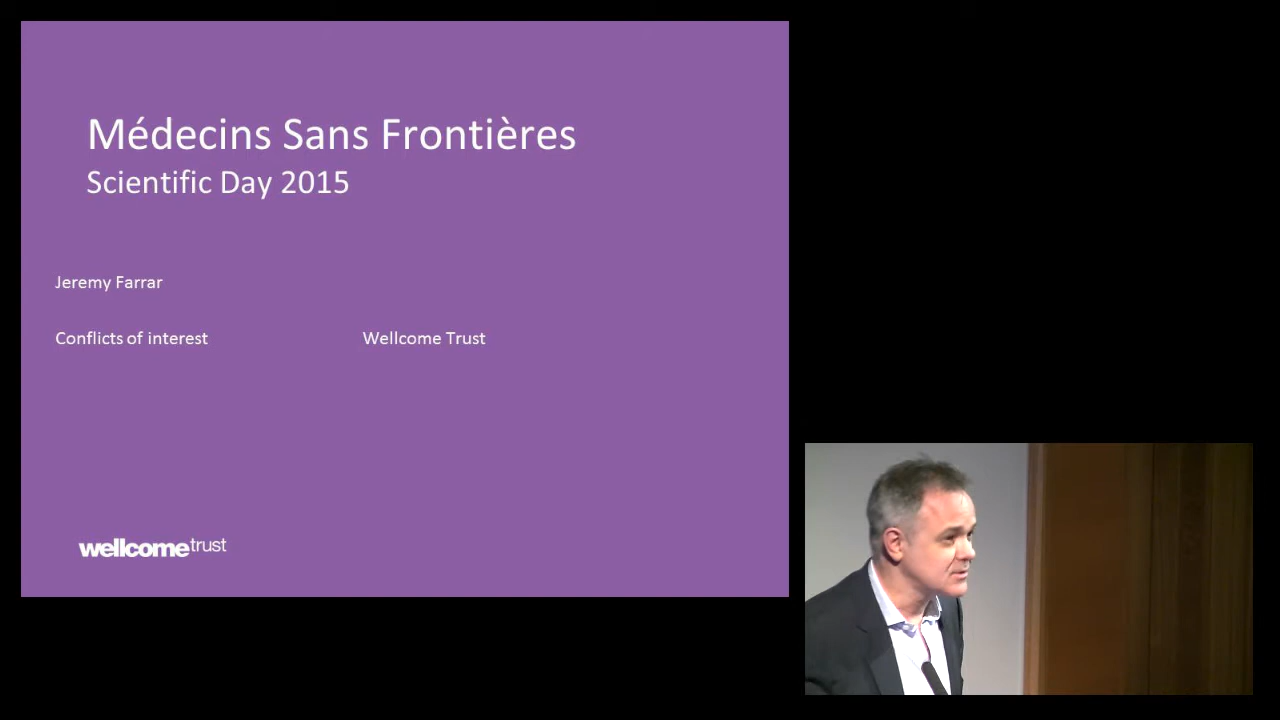 Médecins Sans Frontières
Scientific Day 2015
Jeremy Farrar
Conflicts of interest Wellcome Trust
wellcometrust